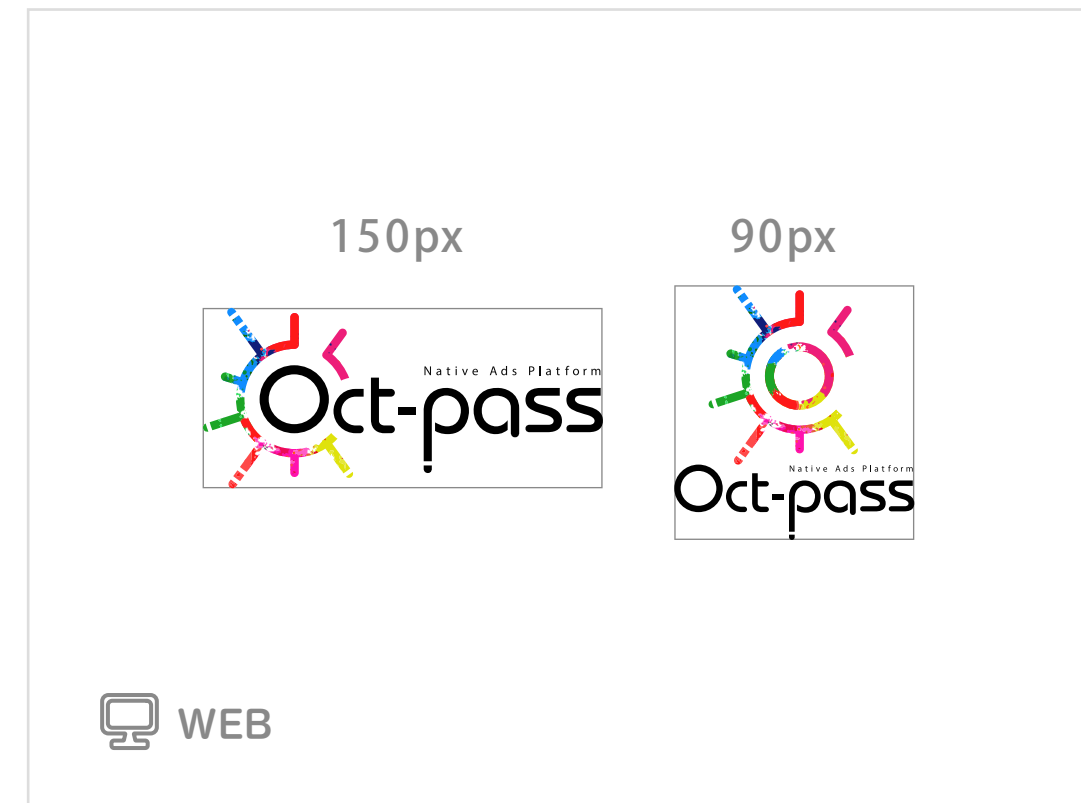 150px
90px
Native Ads Platform
Oct-pass
Native Ads Platform
Oct-pass
WEB